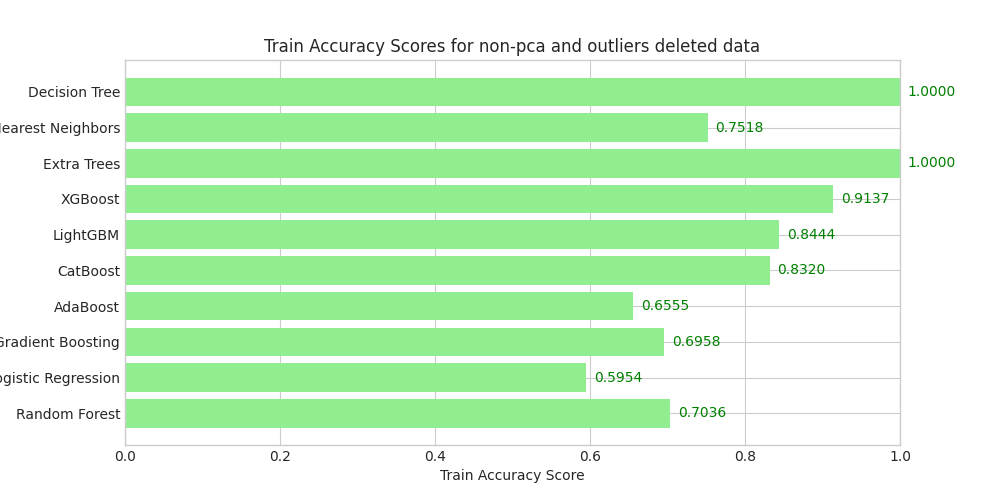 Train Accuracy Scores for non-pca and outliers deleted data
Decision Tree 1.0000
Nearest Neighbors 0.7518
Extra Trees 1.0000
XGBoost 0.9137
LightGBM 0.8444
CatBoost 0.8320
AdaBoost 0.6555
Gradient Boosting 0.6958
ogistic Regression 0.5954
Random Forest 0.7036
0.0 0.2 0.4 0.6 0.8 1.0
Train Accuracy Score